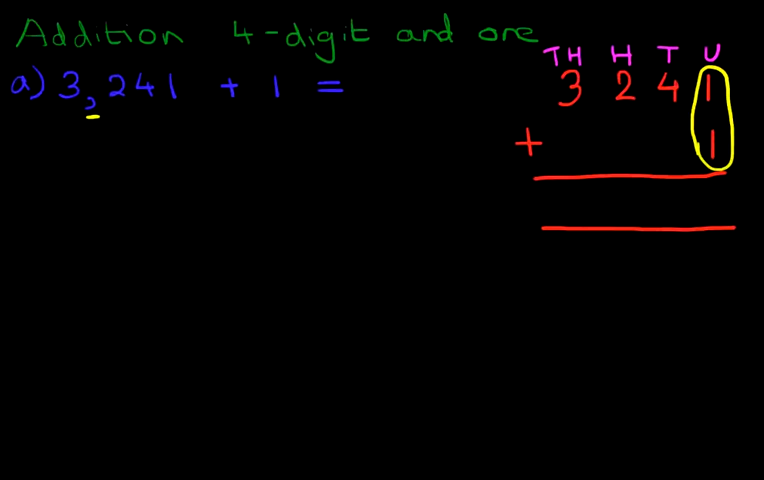 Addition 4-digit and one
a) 3,241 + 1 =
TH H T U
3 2 4 1
+ 1